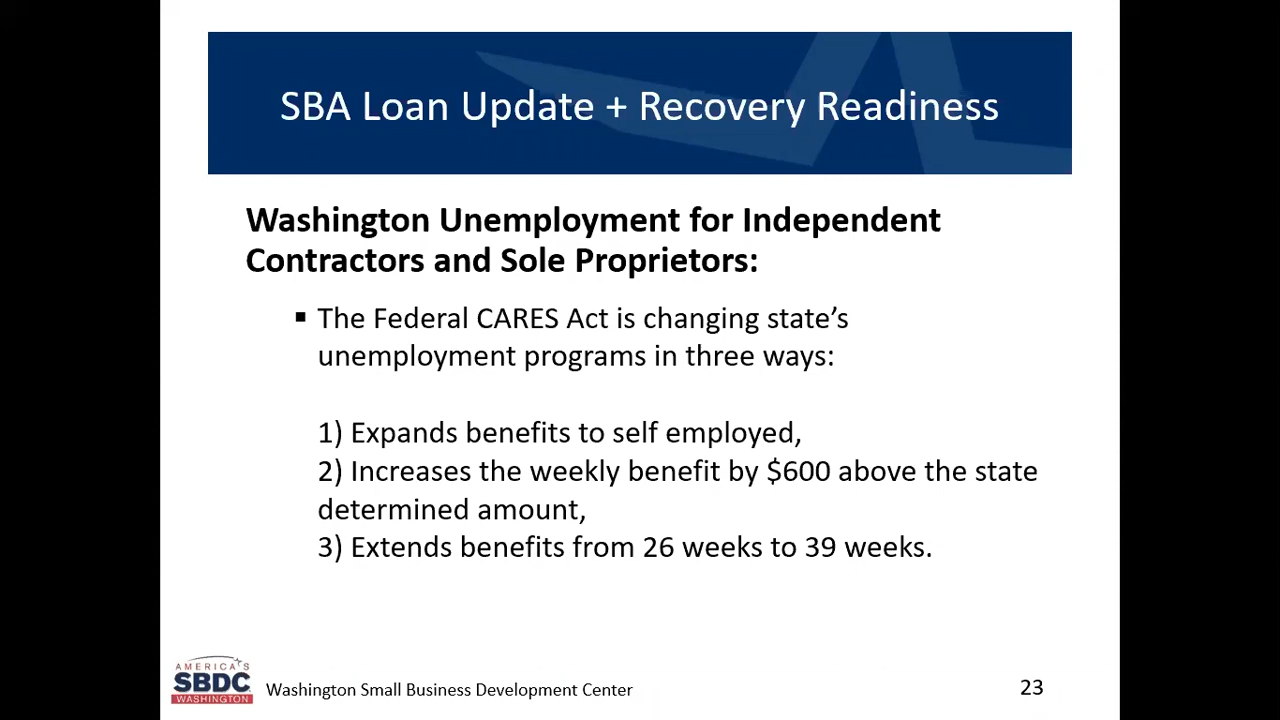 SBA Loan Update + Recovery Readiness
Washington Unemployment for Independent
Contractors and Sole Proprietors:
▪ The Federal CARES Act is changing state’s
unemployment programs in three ways:
1) Expands benefits to self employed,
2) Increases the weekly benefit by $600 above the state
determined amount,
3) Extends benefits from 26 weeks to 39 weeks.
AMERICA'S
SBDC
WASHINGTON
Washington Small Business Development Center
23